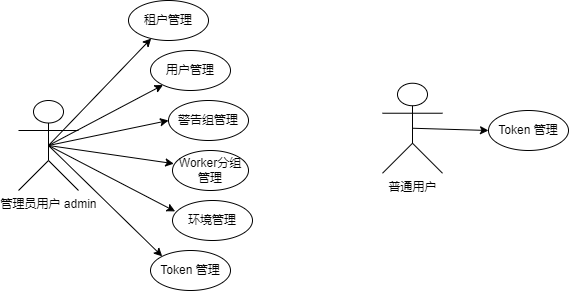 租户管理
用户管理
警告组管理
Worker分组
管理
环境管理
Token 管理
管理员用户 admin
Token 管理
普通用户